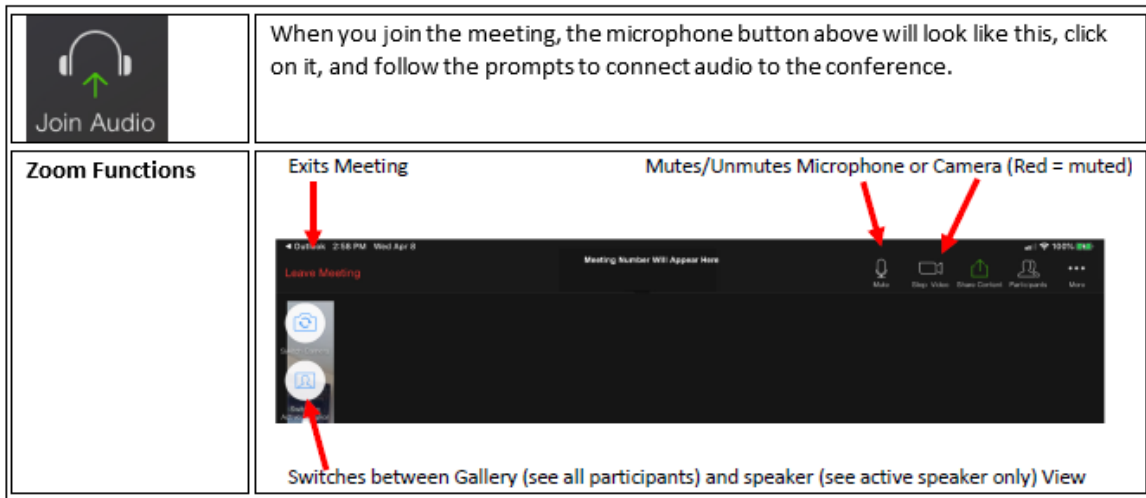 Join Audio
When you join the meeting, the microphone button above will look like this, click
on it, and follow the prompts to connect audio to the conference.
Zoom Functions
Exits Meeting
Mutes/Unmutes Microphone or Camera (Red = muted)
Outlook 2:58 PM Wed Apr 8
100%
Meeting Number Will Appear Here
Leave Meeting
Mute
Stop Video
Share Content
Participants
More
Switch Camera
Switches between Gallery (see all participants) and speaker (see active speaker only) View